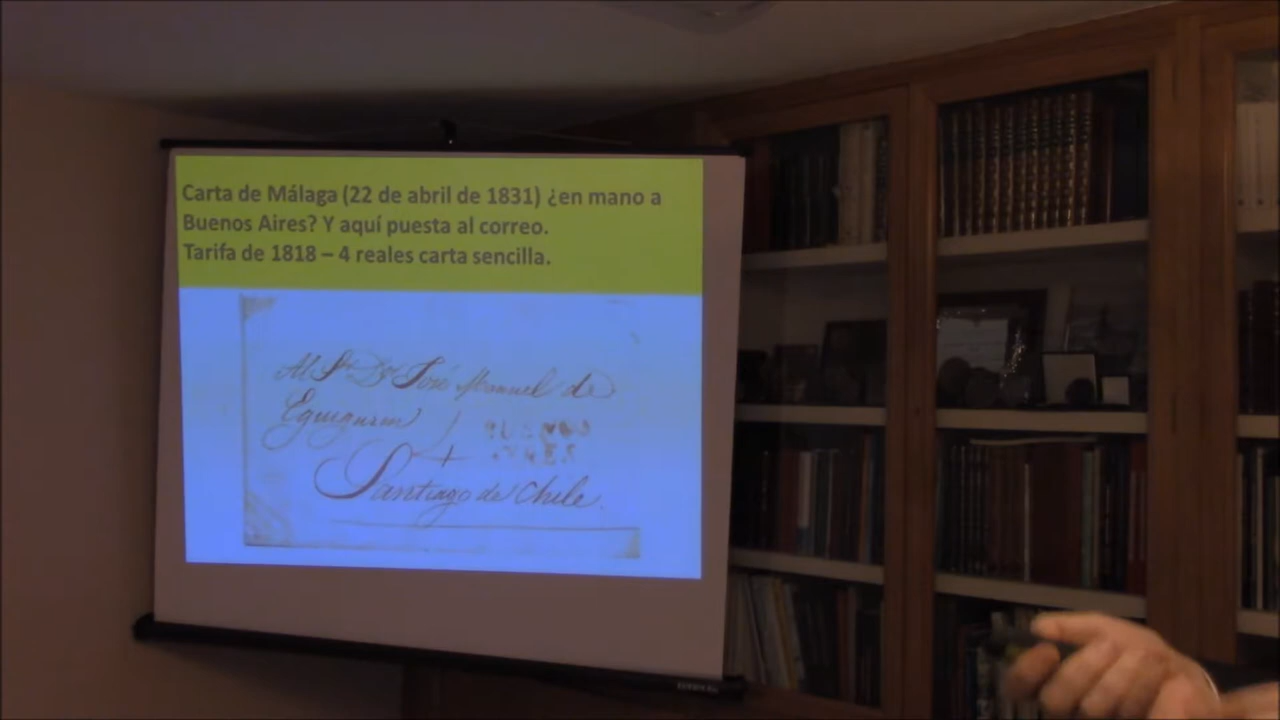 Carta de Málaga (22 de abril de 1831) ¿en mano a
Buenos Aires? Y aquí puesta al correo.
Tarifa de 1818 – 4 reales carta sencilla.
Al Sr. Dn. José Manuel de
Eguiguren
BUENOS
AYRES
Santiago de Chile.